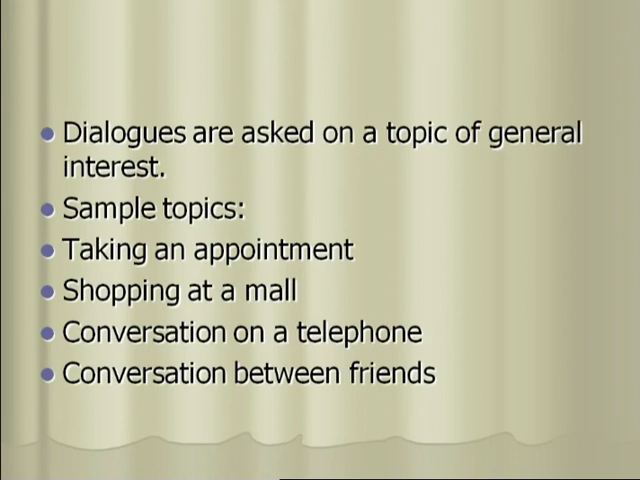 Dialogues are asked on a topic of general
interest.
Sample topics:
Taking an appointment
Shopping at a mall
Conversation on a telephone
Conversation between friends